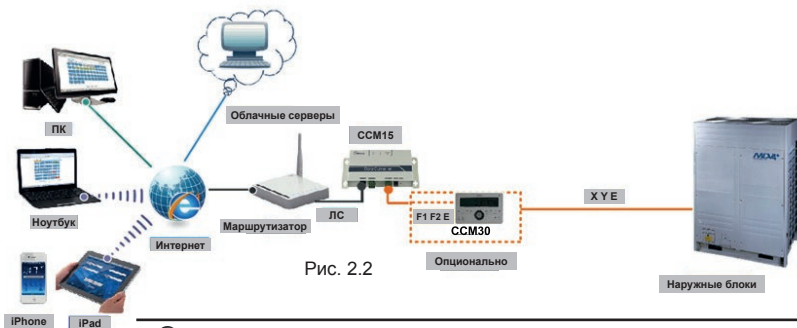 Облачные серверы
ПК
CCM15
Ноутбук
Интернет
Маршрутизатор
ЛС
F1 F2 E
CCM30
X Y E
MDV
Рис. 2.2
Опционально
Наружные блоки
iPhone
iPad